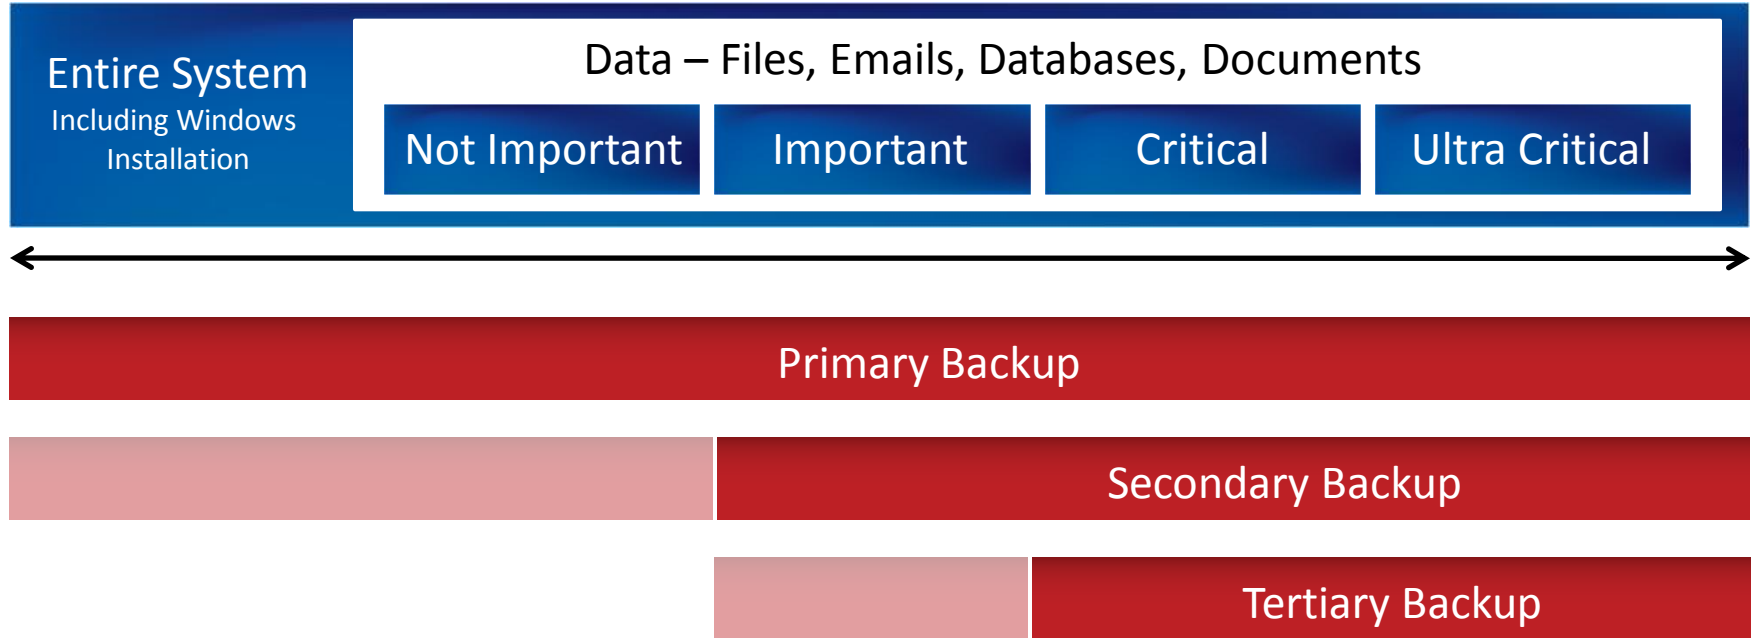 Entire System
Including Windows
Installation
Data – Files, Emails, Databases, Documents
Not Important
Important
Critical
Ultra Critical
Primary Backup
Secondary Backup
Tertiary Backup